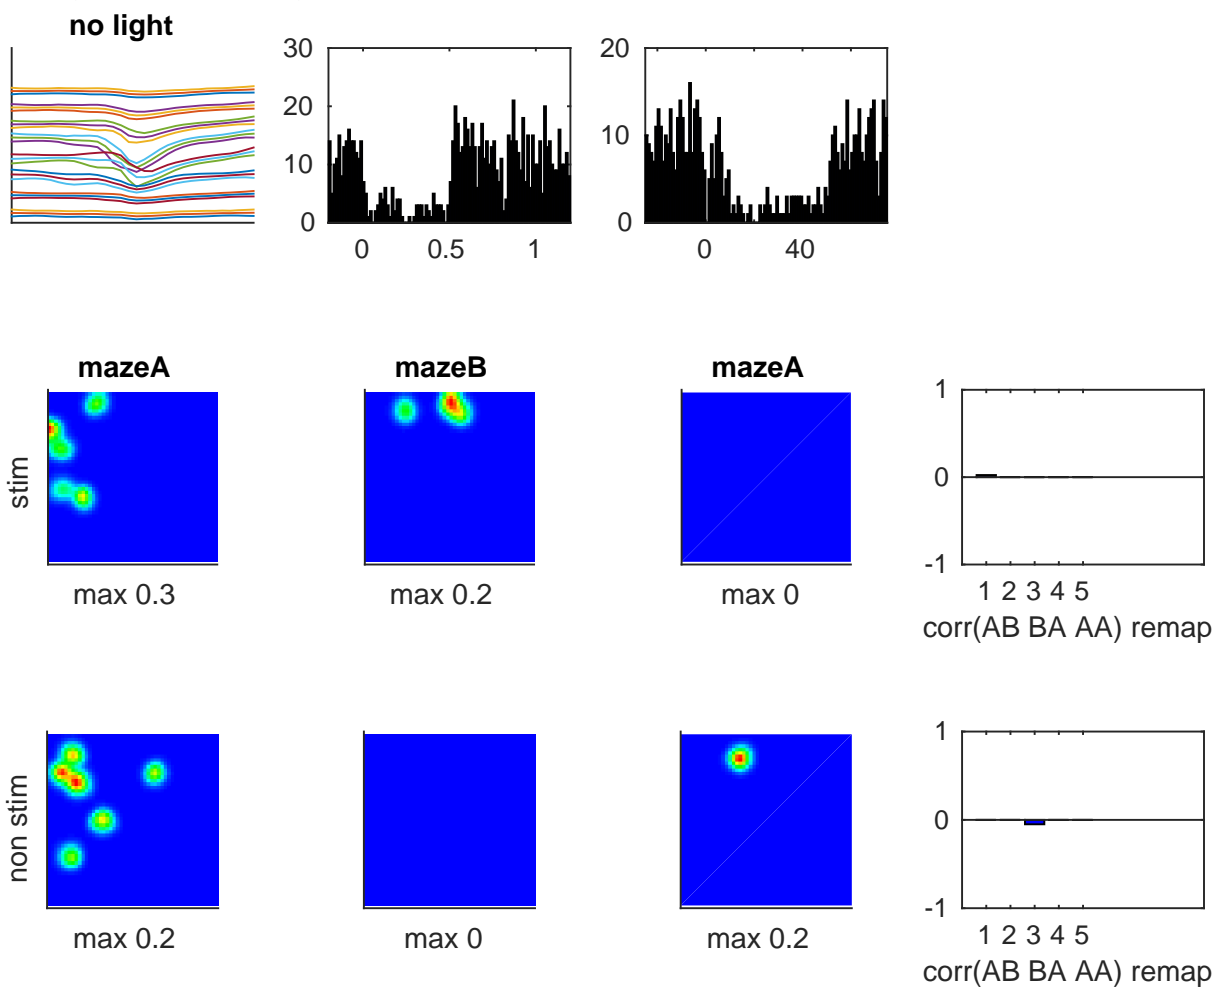 no light
30
20
10
0
0
0.5
1
20
10
0
0
40
mazeA
mazeB
mazeA
stim
max 0.3
max 0.2
max 0
1
0
-1
1 2 3 4 5
corr(AB BA AA) remap
non stim
max 0.2
max 0
max 0.2
1
0
-1
1 2 3 4 5
corr(AB BA AA) remap